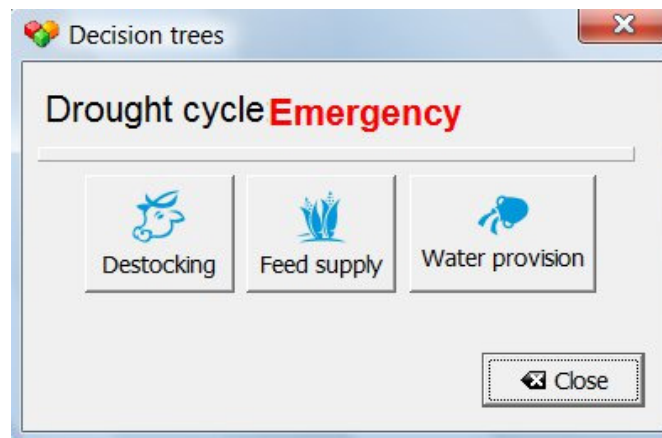 Decision trees
Drought cycle Emergency
Destocking
Feed supply
Water provision
Close